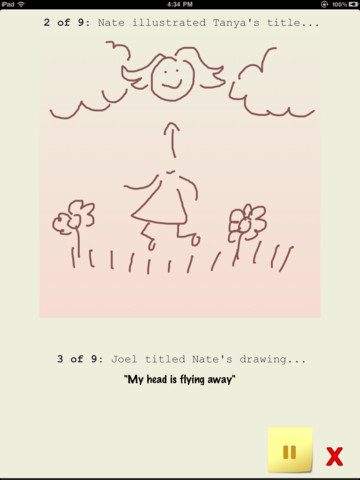 iPad 4:34 PM 100%
2 of 9: Nate illustrated Tanya's title...
3 of 9: Joel titled Nate's drawing...
"My head is flying away"
X